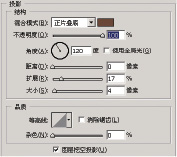 投影
结构
混合模式(B): 正片叠底
不透明度(O): 100 %
角度(A): 120 度 使用全局光(G)
距离(D): 0 像素
扩展(R): 17 %
大小(S): 4 像素
品质
等高线: 消除锯齿(L)
杂色(N): 0 %
图层挖空投影(U)